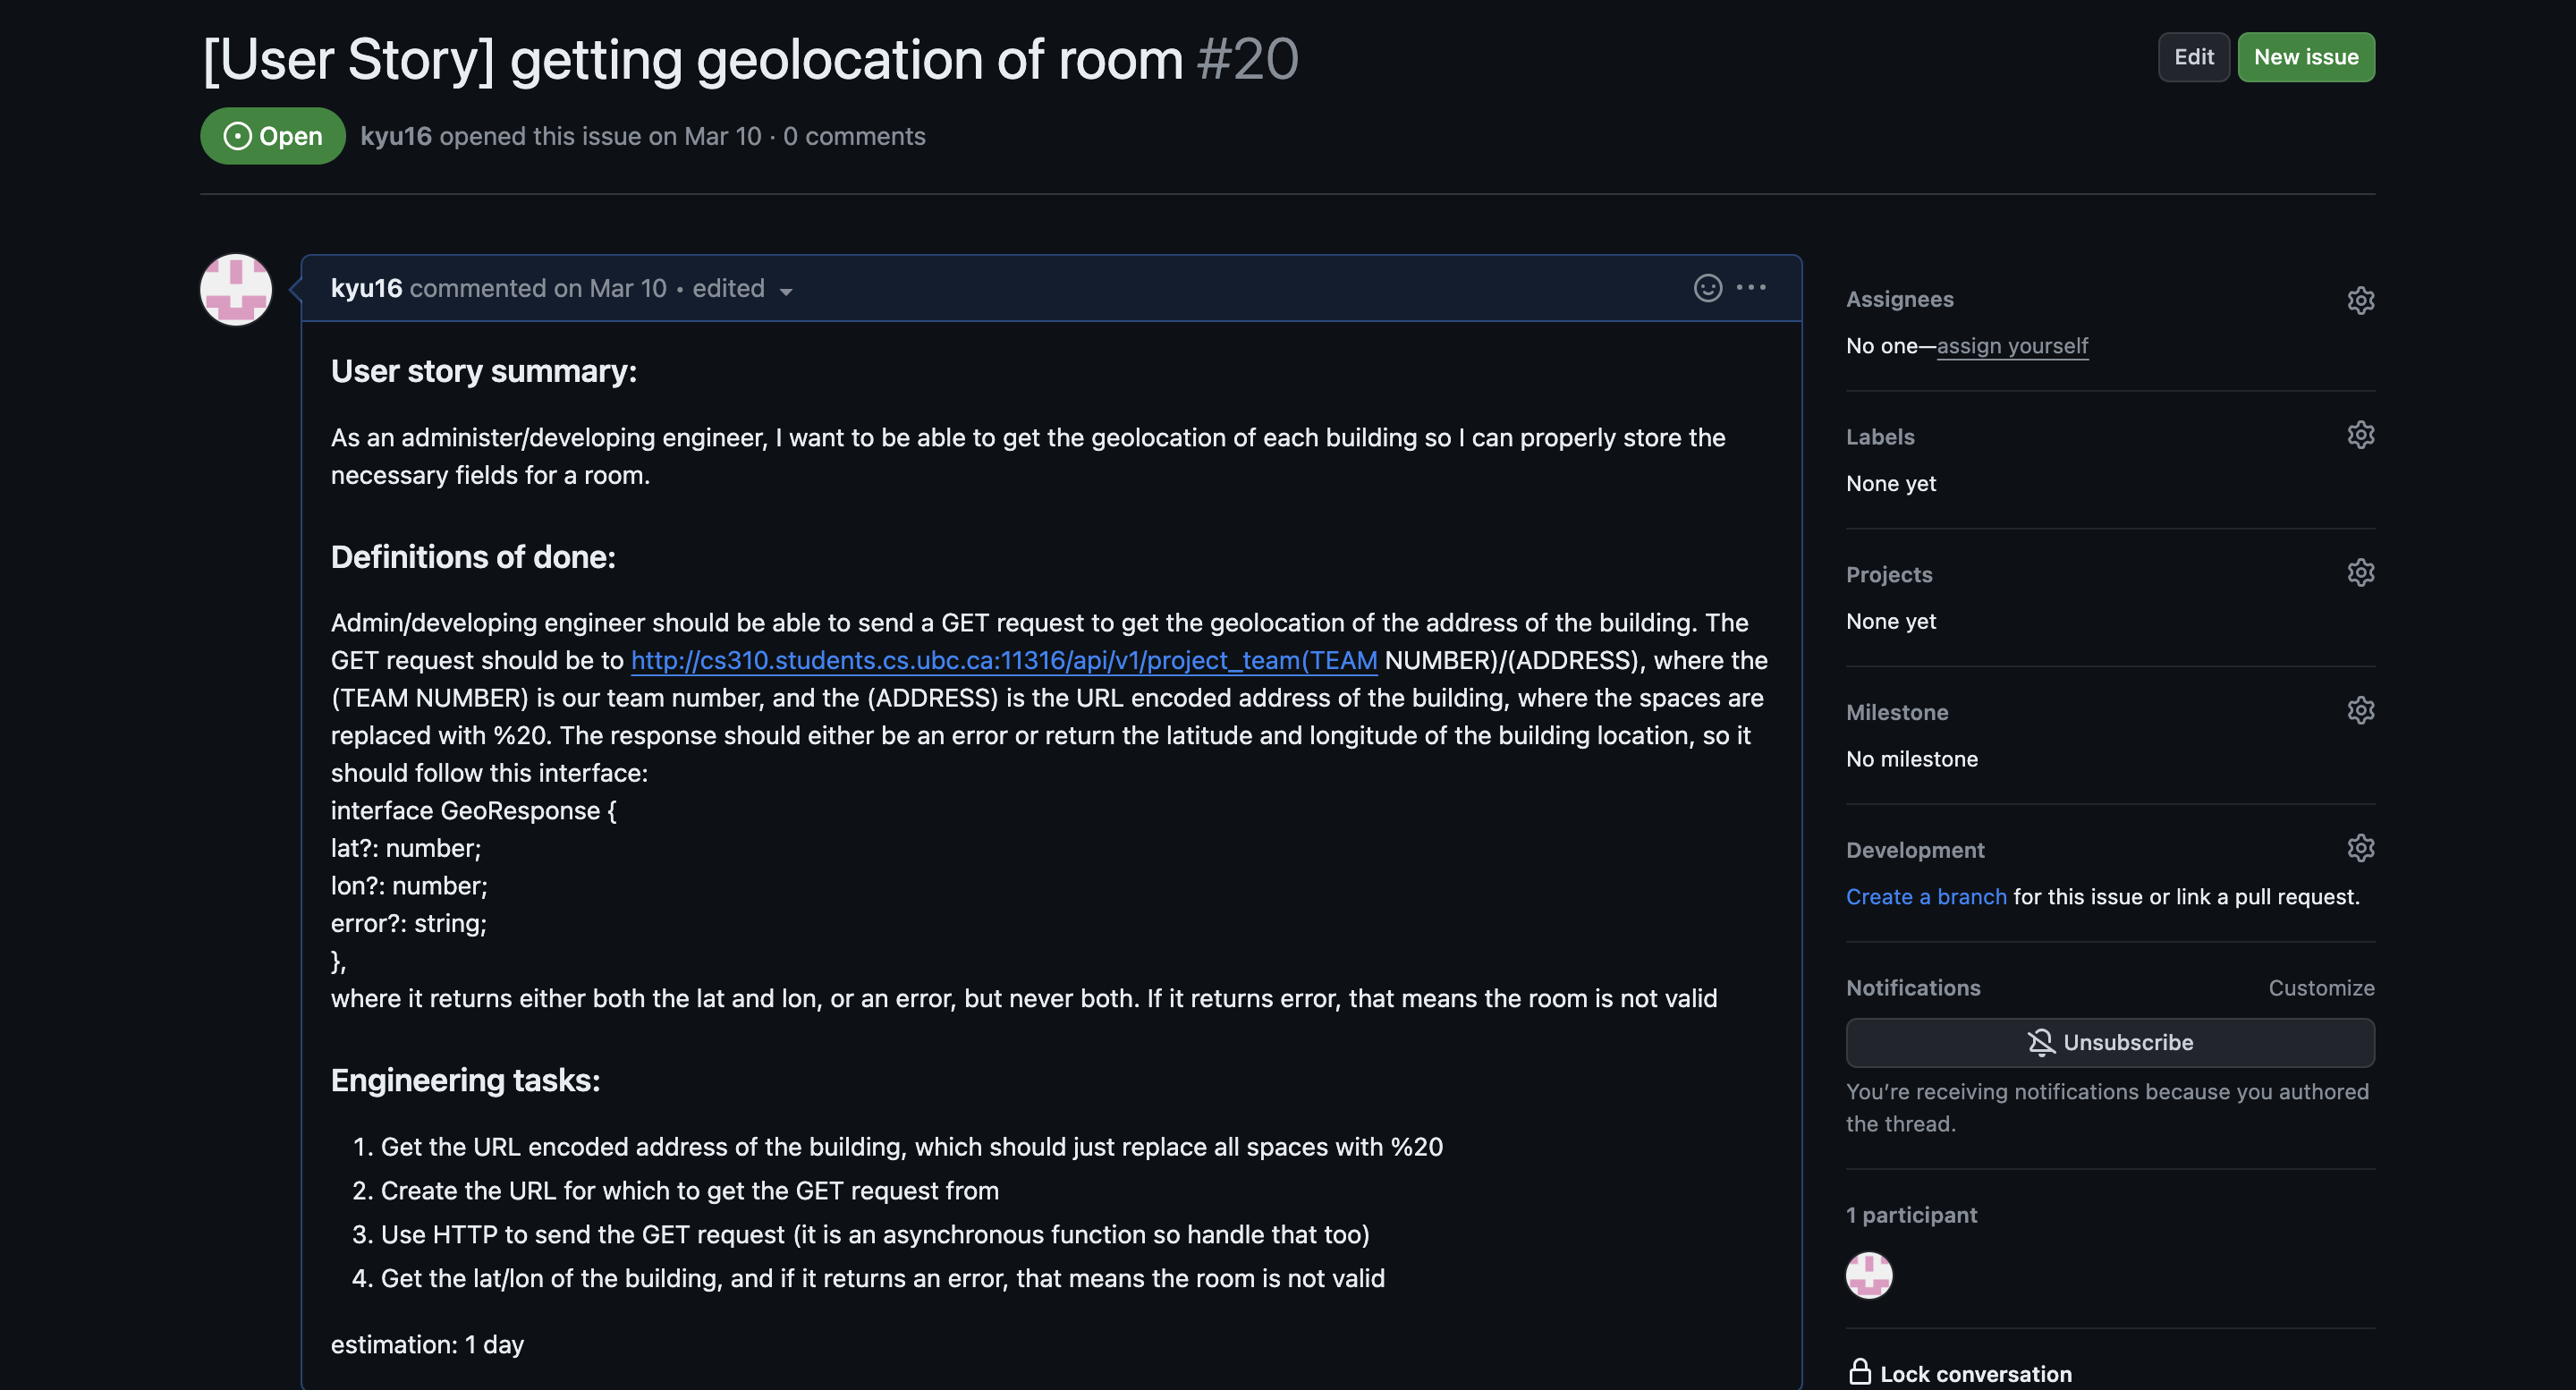 [User Story] getting geolocation of room #20
Edit
New issue
Open
kyu16 opened this issue on Mar 10 · 0 comments
kyu16 commented on Mar 10 • edited
User story summary:
As an administer/developing engineer, I want to be able to get the geolocation of each building so I can properly store the
necessary fields for a room.
Definitions of done:
Admin/developing engineer should be able to send a GET request to get the geolocation of the address of the building. The
GET request should be to http://cs310.students.cs.ubc.ca:11316/api/v1/project_team(TEAM NUMBER)/(ADDRESS), where the
(TEAM NUMBER) is our team number, and the (ADDRESS) is the URL encoded address of the building, where the spaces are
replaced with %20. The response should either be an error or return the latitude and longitude of the building location, so it
should follow this interface:
interface GeoResponse {
lat?: number;
lon?: number;
error?: string;
},
where it returns either both the lat and lon, or an error, but never both. If it returns error, that means the room is not valid
Engineering tasks:
1. Get the URL encoded address of the building, which should just replace all spaces with %20
2. Create the URL for which to get the GET request from
3. Use HTTP to send the GET request (it is an asynchronous function so handle that too)
4. Get the lat/lon of the building, and if it returns an error, that means the room is not valid
estimation: 1 day
Assignees
No one—assign yourself
Labels
None yet
Projects
None yet
Milestone
No milestone
Development
Create a branch for this issue or link a pull request.
Notifications
Customize
Unsubscribe
You’re receiving notifications because you authored
the thread.
1 participant
Lock conversation